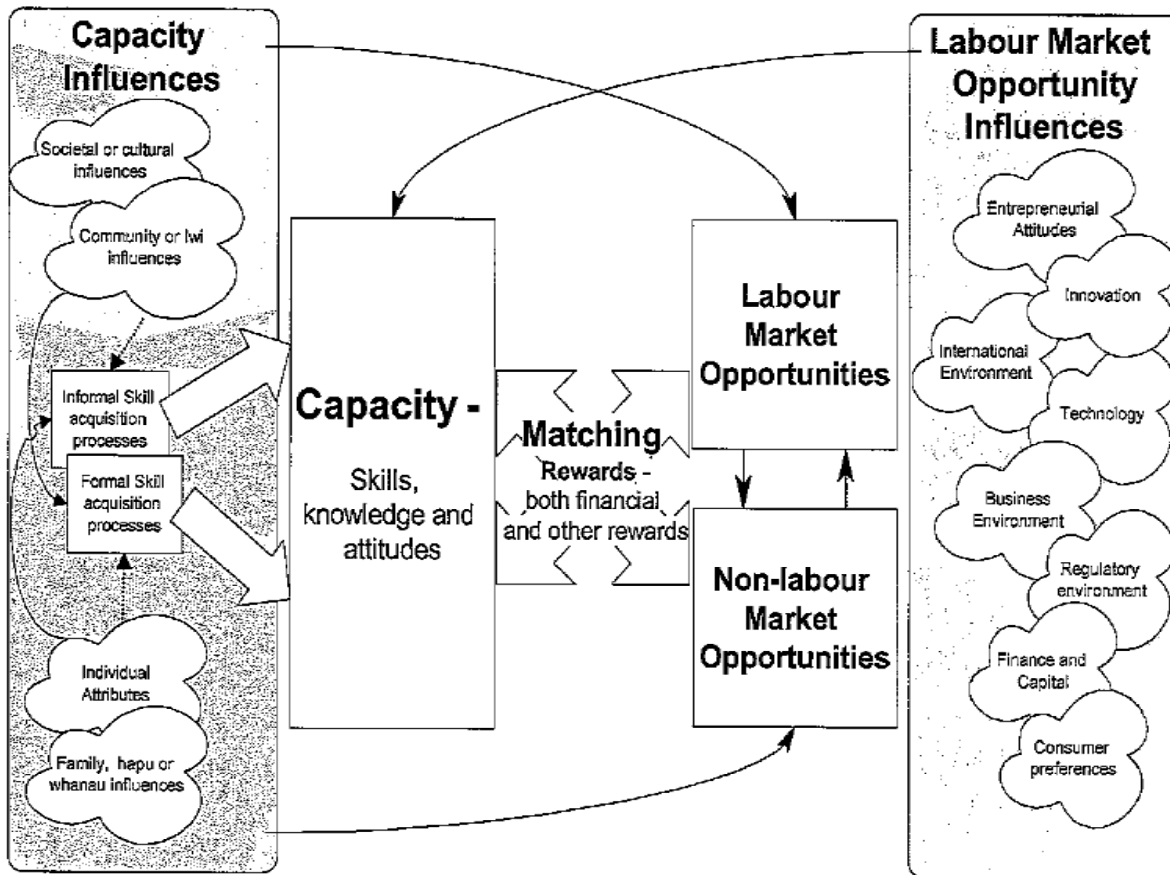 Capacity
Influences
Societal or cultural
influences
Community or Iwi
influences
Informal Skill
acquisition
processes
Formal Skill
acquisition
processes
Individual
Attributes
Family, hapu or
whanau influences
Capacity -
Skills,
knowledge and
attitudes
Matching
Rewards -
both financial
and other rewards
Labour
Market
Opportunities
Non-labour
Market
Opportunities
Labour Market
Opportunity
Influences
Entrepreneurial
Attitudes
Innovation
International
Environment
Technology
Business
Environment
Regulatory
environment
Finance and
Capital
Consumer
preferences